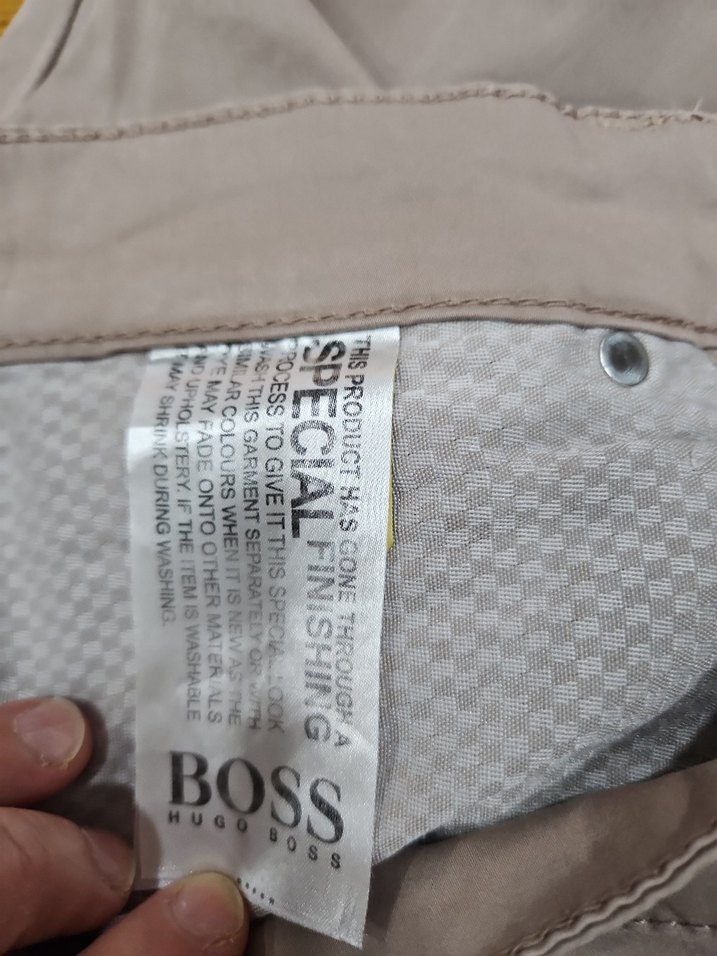 THIS PRODUCT HAS GONE THROUGH A
SPECIAL FINISHING
PROCESS TO GIVE IT THIS SPECIAL LOOK
WASH THIS GARMENT SEPARATELY OR WITH
SIMILAR COLOURS WHEN IT IS NEW AS THE
DYE MAY FADE ONTO OTHER MATERIALS
AND UPHOLSTERY. IF THE ITEM IS WASHABLE
MAY SHRINK DURING WASHING.
BOSS
HUGO BOSS